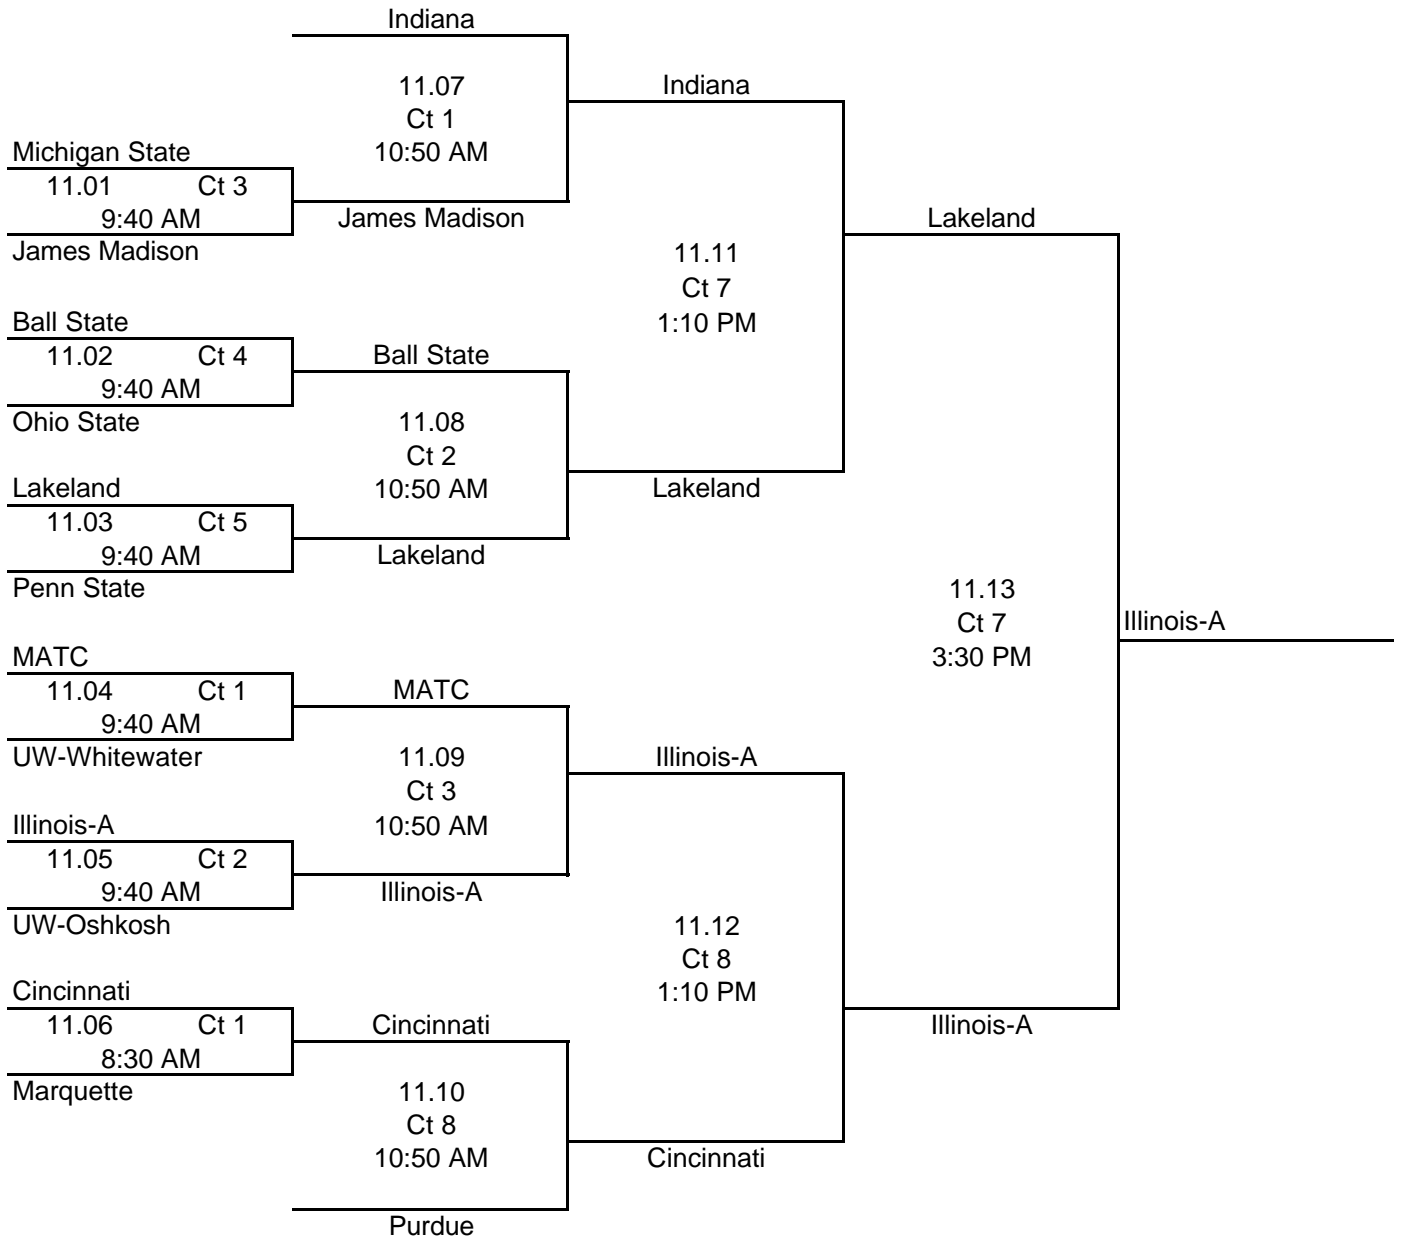 Indiana
11.07
Ct 1
10:50 AM
Indiana
Michigan State
11.01 Ct 3
9:40 AM
James Madison
James Madison
Lakeland
11.11
Ct 7
1:10 PM
Ball State
11.02 Ct 4
9:40 AM
Ohio State
Ball State
11.08
Ct 2
10:50 AM
Lakeland
Lakeland
11.03 Ct 5
9:40 AM
Penn State
Lakeland
11.13
Ct 7
3:30 PM
Illinois-A
MATC
11.04 Ct 1
9:40 AM
UW-Whitewater
MATC
11.09
Ct 3
10:50 AM
Illinois-A
Illinois-A
11.05 Ct 2
9:40 AM
UW-Oshkosh
Illinois-A
11.12
Ct 8
1:10 PM
Illinois-A
Cincinnati
11.06 Ct 1
8:30 AM
Marquette
Cincinnati
11.10
Ct 8
10:50 AM
Cincinnati
Purdue